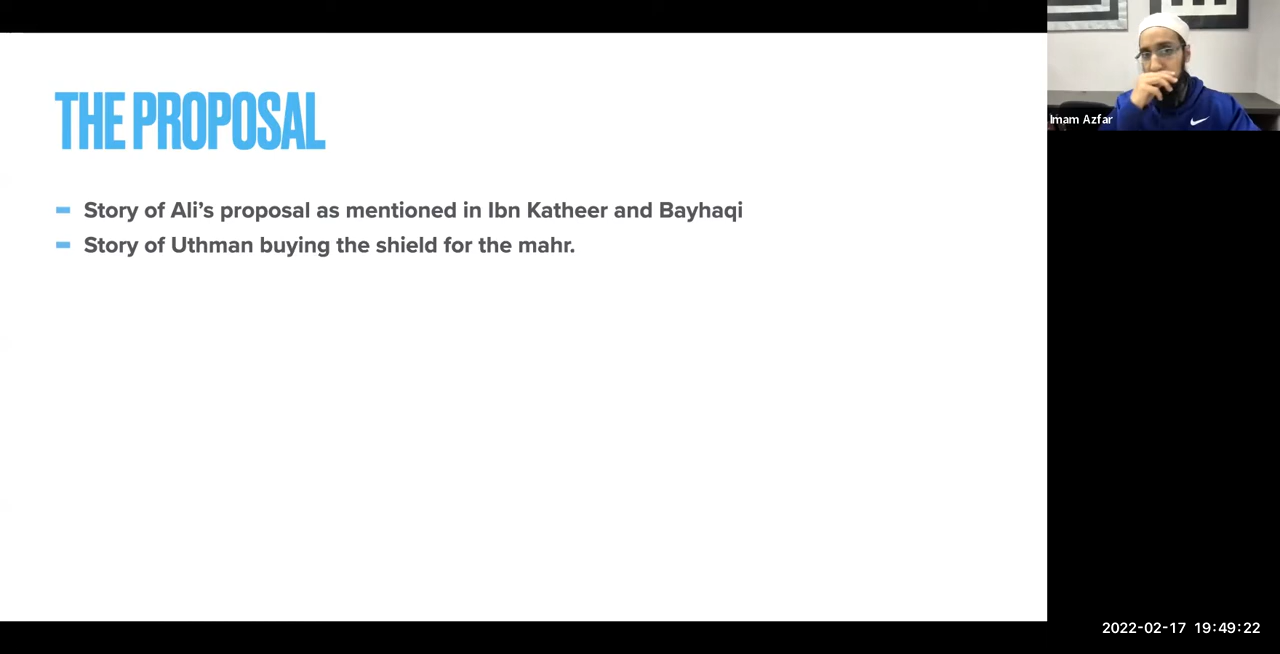 THE PROPOSAL
Story of Ali’s proposal as mentioned in Ibn Katheer and Bayhaqi
Story of Uthman buying the shield for the mahr.
Imam Azfar
2022-02-17 19:49:22